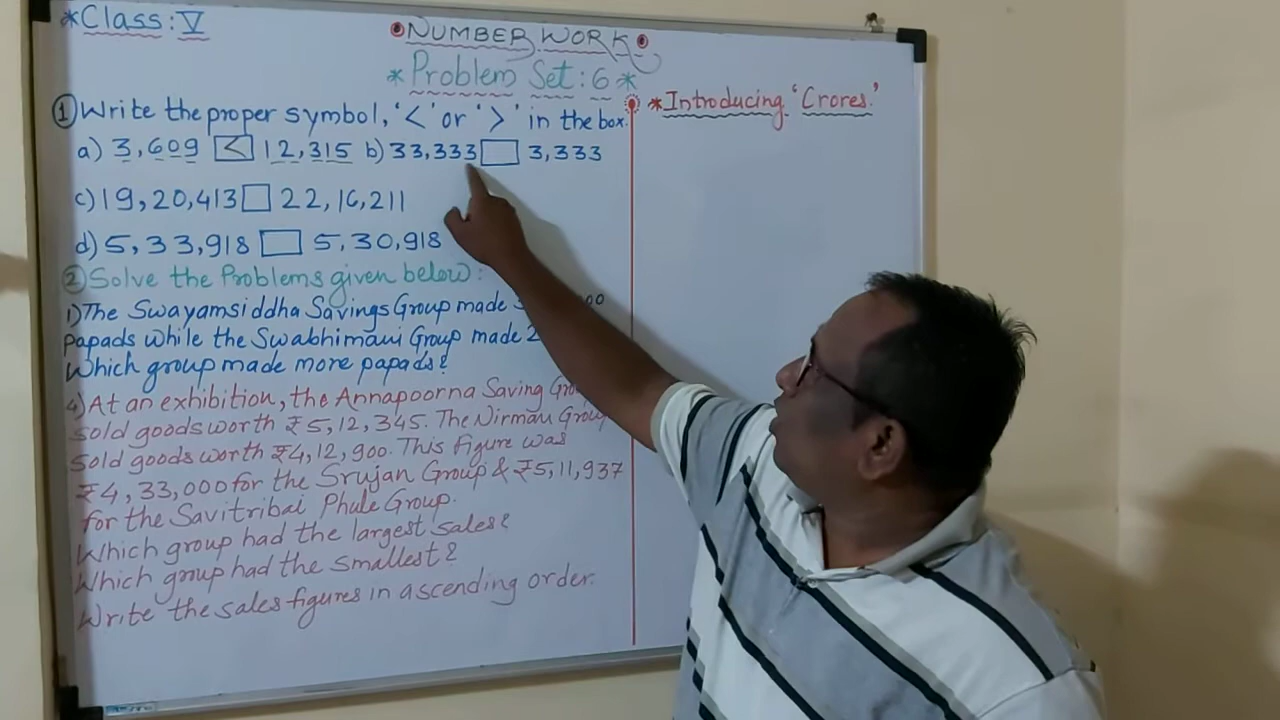 *Class: V
NUMBER WORK
* Problem Set: 6 *
① Write the proper symbol, '<' or '>' in the box.
a) 3,609 < 12,315 b) 33,333 □ 3,333
c) 19,20,413 □ 22,16,211
d) 5,33,918 □ 5,30,918
② Solve the Problems given below:
1) The Swayamsiddha Savings Group made
papads while the Swabhimani Group made 2
Which group made more papads?
4) At an exhibition, the Annapoorna Saving
sold goods worth ₹5,12,345. The Nirman Group
sold goods worth ₹4,12,900. This figure was
₹4,33,000 for the Srujan Group & ₹5,11,937
for the Savitribai Phule Group.
Which group had the largest sales?
Which group had the smallest?
Write the sales figures in ascending order.
* Introducing 'Crores.'